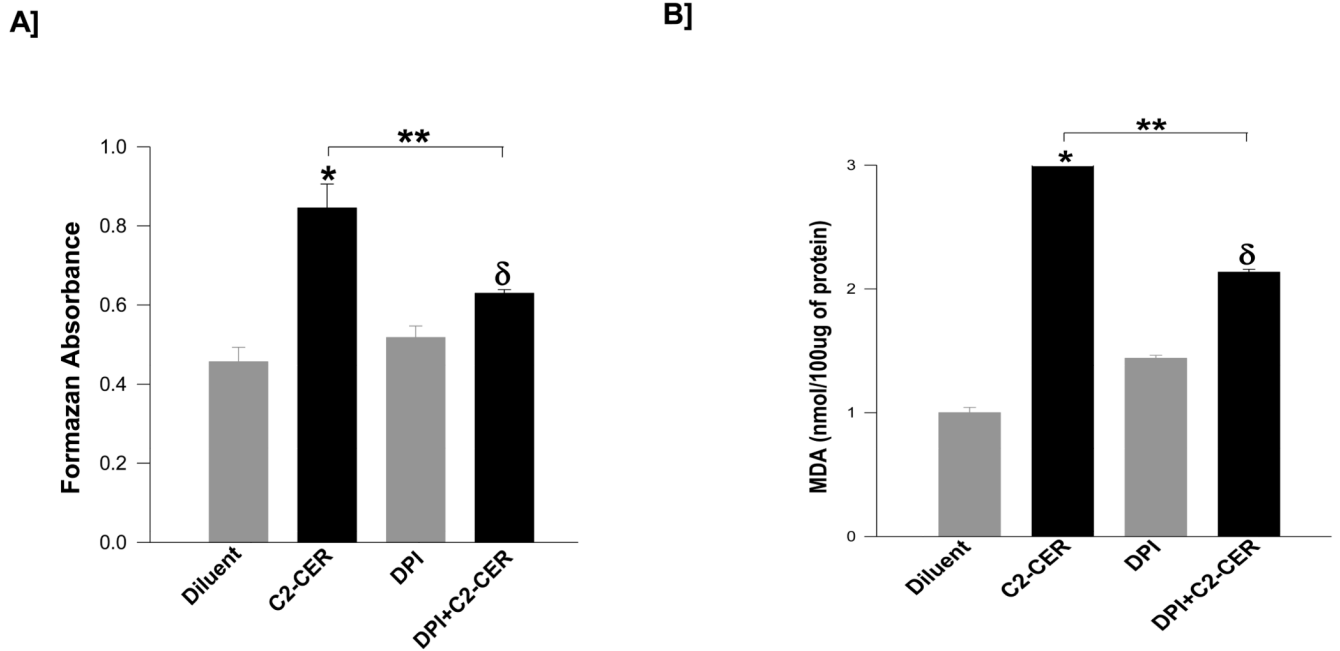 A]
Formazan Absorbance
1.0
0.8
0.6
0.4
0.2
0.0
**
*
δ
Diluent
C2-CER
DPI
DPI+C2-CER
B]
MDA (nmol/100ug of protein)
3
2
1
0
**
*
δ
Diluent
C2-CER
DPI
DPI+C2-CER